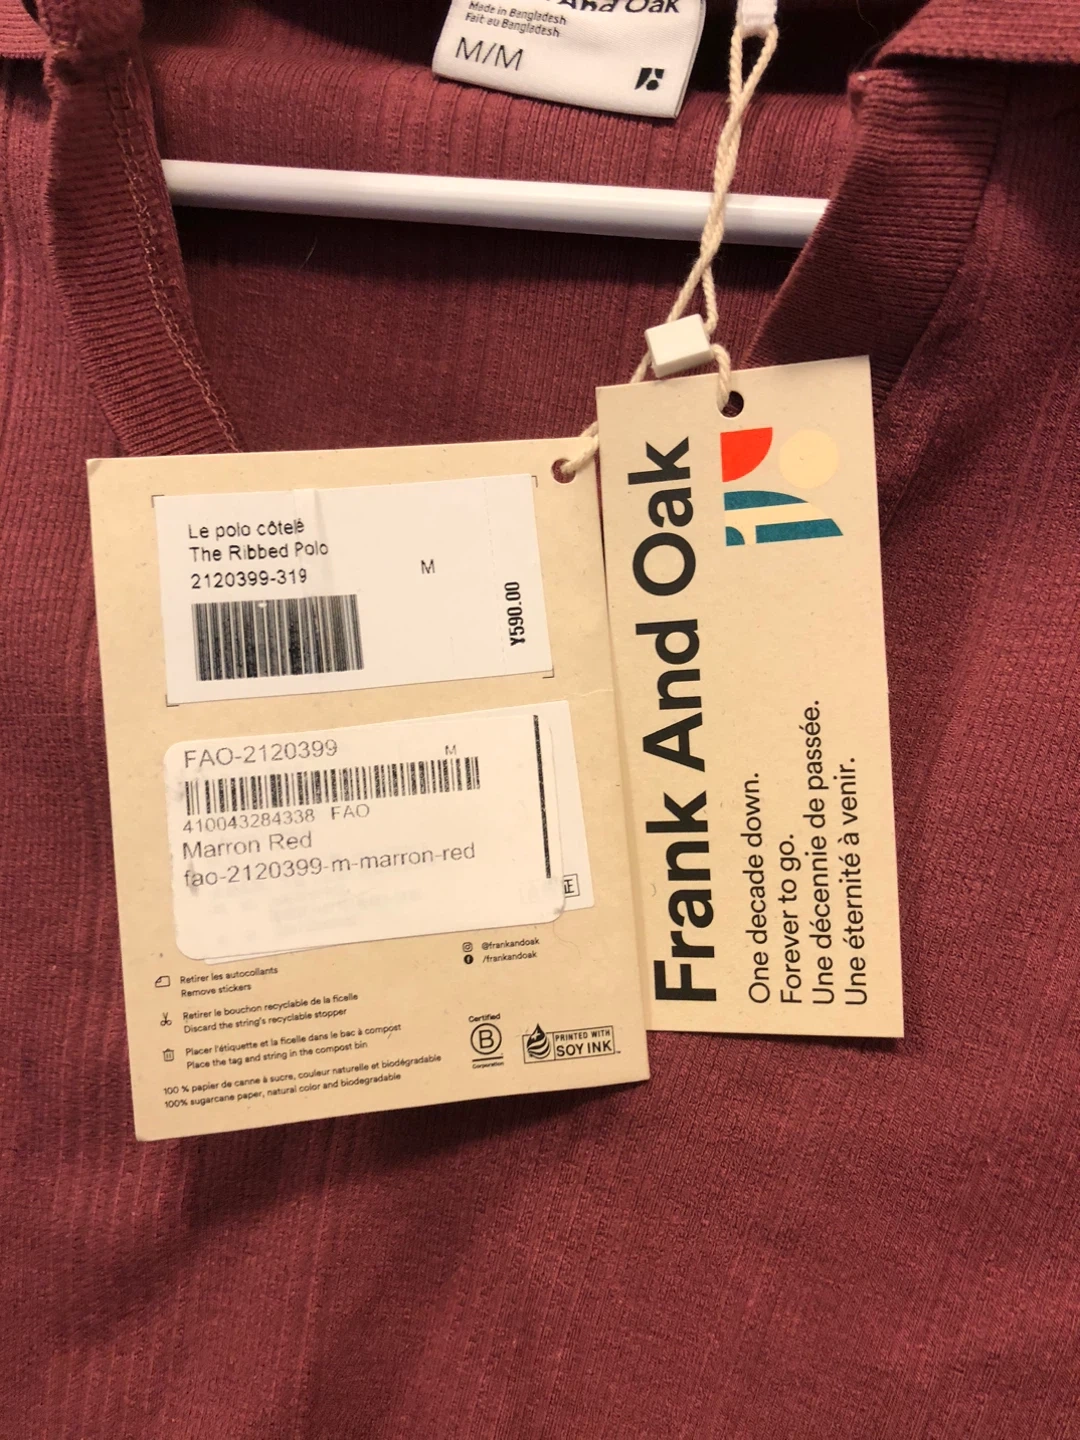 And Oak
Made in Bangladesh
Fait au Bangladesh
M/M
Le polo côtelé
The Ribbed Polo
2120399-319
M
Y590.00
FAO-2120399
M
410043284338 FAO
Marron Red
fao-2120399-m-marron-red
正
@frankandoak
/frankandoak
Retirer les autocollants
Remove stickers
Retirer le bouchon recyclable de la ficelle
Discard the string's recyclable stopper
Placer l'étiquette et la ficelle dans le bac à compost
Place the tag and string in the compost bin
100 % papier de canne à sucre, couleur naturelle et biodégradable
100% sugarcane paper, natural color and biodegradable
Certified
B
Corporation
PRINTED WITH
SOY INK™
Frank And Oak
One decade down.
Forever to go.
Une décennie de passée.
Une éternité à venir.